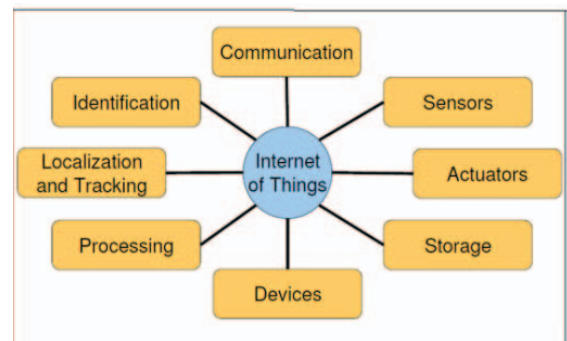 Communication
Identification
Sensors
Localization
and Tracking
Internet
of Things
Actuators
Processing
Storage
Devices